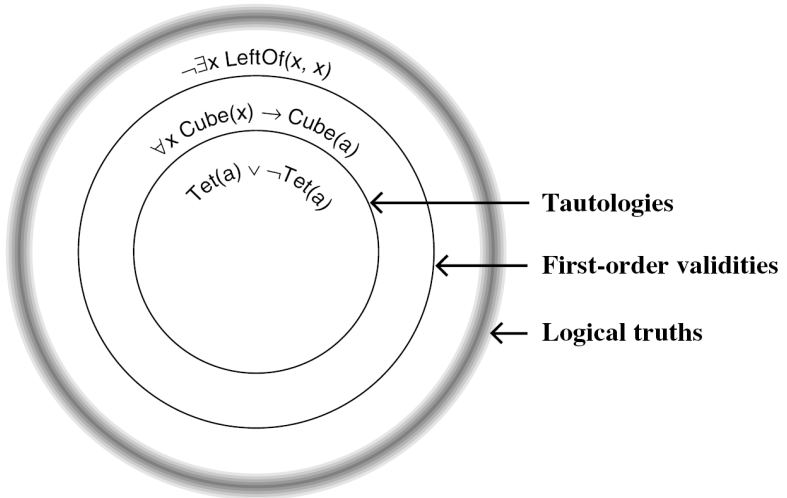 ¬∃x LeftOf(x, x)
∀x Cube(x) → Cube(a)
Tet(a) ∨ ¬Tet(a)
Tautologies
First-order validities
Logical truths